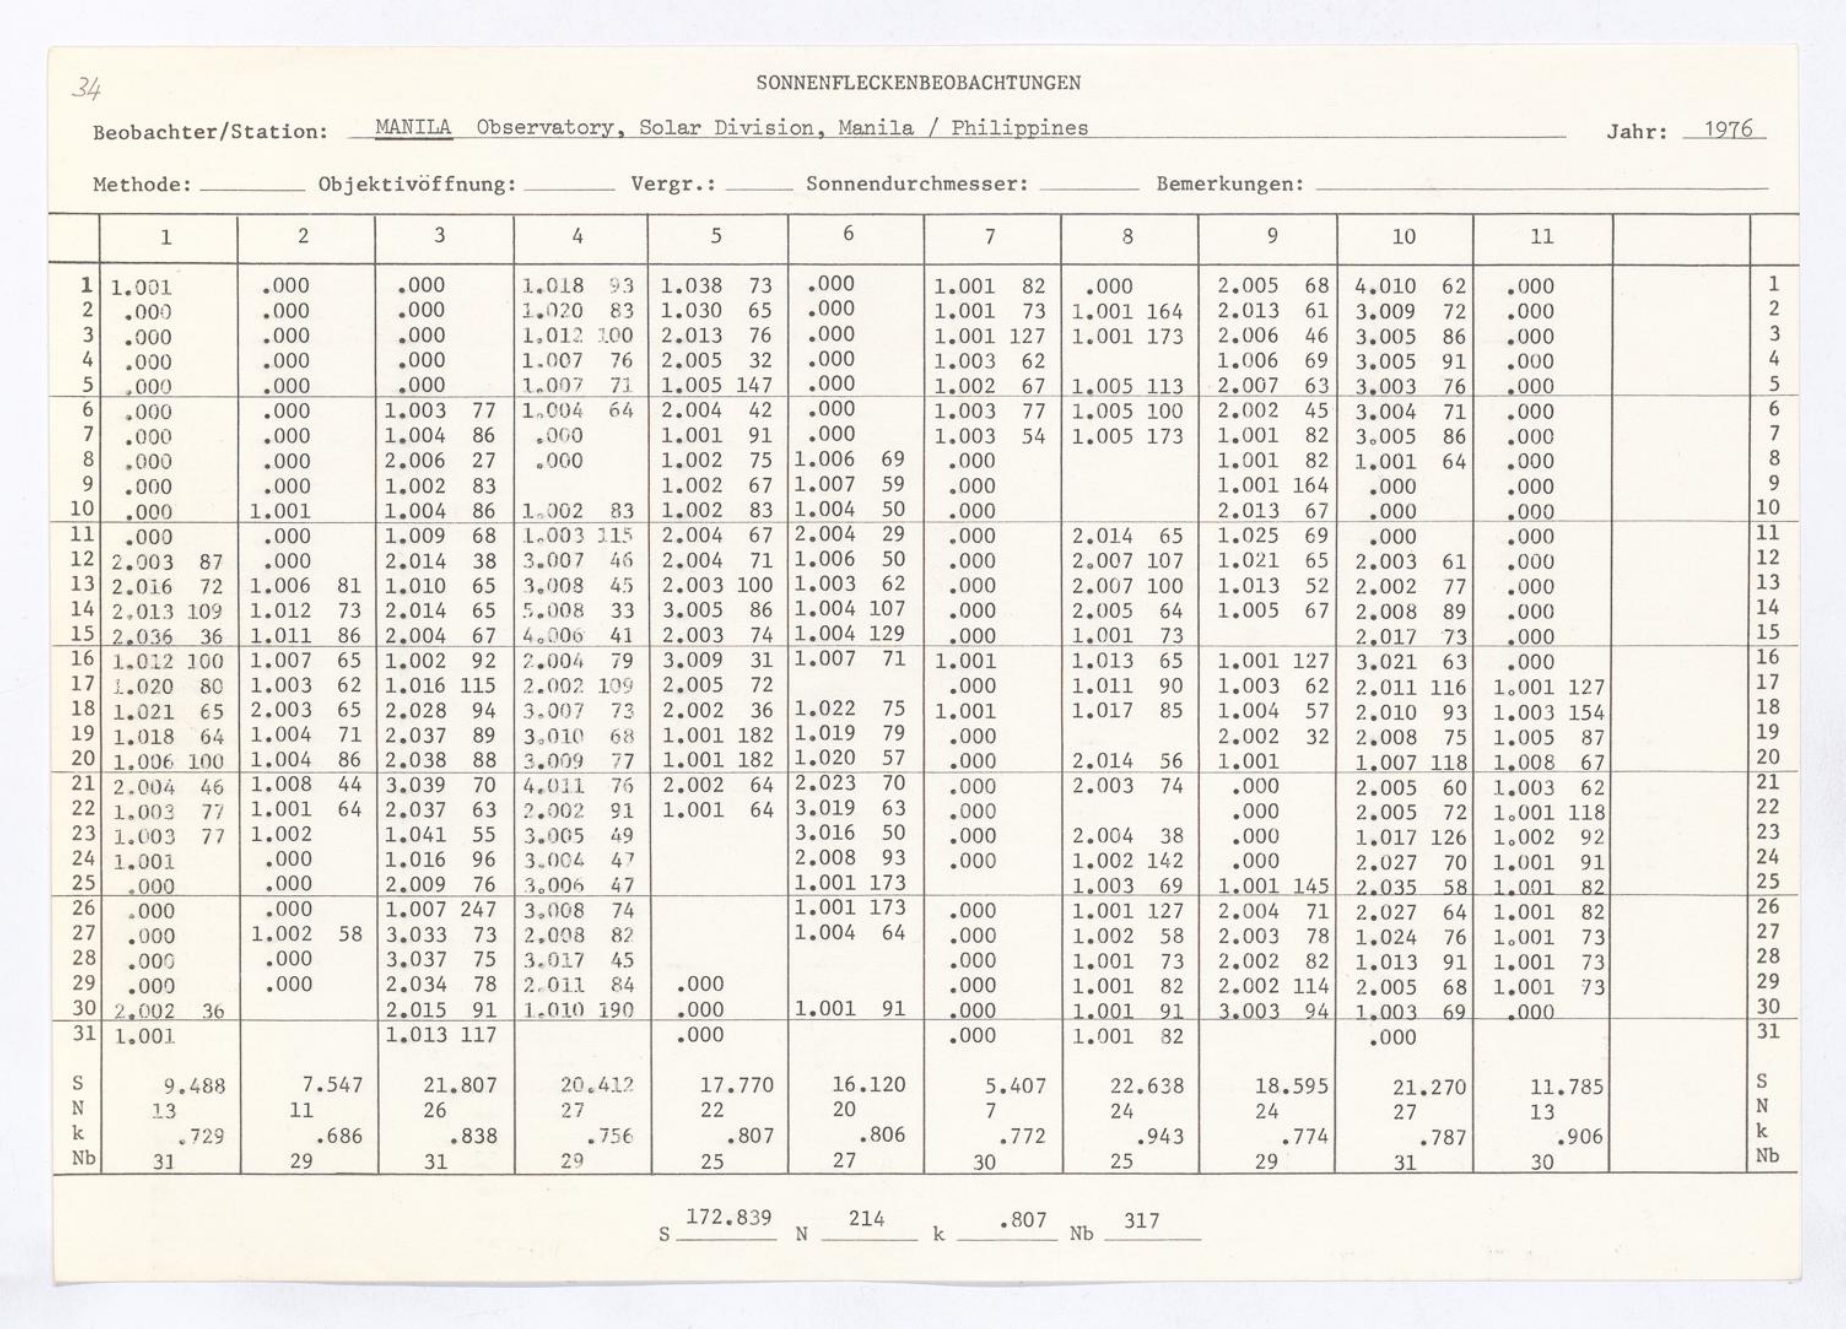 34
SONNENFLECKENBEOBACHTUNGEN
Beobachter/Station: MANILA Observatory, Solar Division, Manila / Philippines Jahr: 1976
Methode: Objektivöffnung: Vergr.: Sonnendurchmesser: Bemerkungen:
1 2 3 4 5 6 7 8 9 10 11
1 1.001 .000 .000 1.018 93 1.038 73 .000 1.001 82 .000 2.005 68 4.010 62 .000 1
2 .000 .000 .000 1.020 83 1.030 65 .000 1.001 73 1.001 164 2.013 61 3.009 72 .000 2
3 .000 .000 .000 1.012 100 2.013 76 .000 1.001 127 1.001 173 2.006 46 3.005 86 .000 3
4 .000 .000 .000 1.007 76 2.005 32 .000 1.003 62 1.006 69 3.005 91 .000 4
5 .000 .000 .000 1.007 71 1.005 147 .000 1.002 67 1.005 113 2.007 63 3.003 76 .000 5
6 .000 .000 1.003 77 1.004 64 2.004 42 .000 1.003 77 1.005 100 2.002 45 3.004 71 .000 6
7 .000 .000 1.004 86 .000 1.001 91 .000 1.003 54 1.005 173 1.001 82 3.005 86 .000 7
8 .000 .000 2.006 27 .000 1.002 75 1.006 69 .000 1.001 82 1.001 64 .000 8
9 .000 .000 1.002 83 1.002 67 1.007 59 .000 1.001 164 .000 .000 9
10 .000 1.001 1.004 86 1.002 83 1.002 83 1.004 50 .000 2.013 67 .000 .000 10
11 .000 .000 1.009 68 1.003 115 2.004 67 2.004 29 .000 2.014 65 1.025 69 .000 .000 11
12 2.003 87 .000 2.014 38 3.007 46 2.004 71 1.006 50 .000 2.007 107 1.021 65 2.003 61 .000 12
13 2.016 72 1.006 81 1.010 65 3.008 45 2.003 100 1.003 62 .000 2.007 100 1.013 52 2.002 77 .000 13
14 2.013 109 1.012 73 2.014 65 5.008 33 3.005 86 1.004 107 .000 2.005 64 1.005 67 2.008 89 .000 14
15 2.036 36 1.011 86 2.004 67 4.006 41 2.003 74 1.004 129 .000 1.001 73 2.017 73 .000 15
16 1.012 100 1.007 65 1.002 92 2.004 79 3.009 31 1.007 71 1.001 1.013 65 1.001 127 3.021 63 .000 16
17 1.020 80 1.003 62 1.016 115 2.002 109 2.005 72 .000 1.011 90 1.003 62 2.011 116 1.001 127 17
18 1.021 65 2.003 65 2.028 94 3.007 73 2.002 36 1.022 75 1.001 1.017 85 1.004 57 2.010 93 1.003 154 18
19 1.018 64 1.004 71 2.037 89 3.010 68 1.001 182 1.019 79 .000 2.002 32 2.008 75 1.005 87 19
20 1.006 100 1.004 86 2.038 88 3.009 77 1.001 182 1.020 57 .000 2.014 56 1.001 1.007 118 1.008 67 20
21 2.004 46 1.008 44 3.039 70 4.011 76 2.002 64 2.023 70 .000 2.003 74 .000 2.005 60 1.003 62 21
22 1.003 77 1.001 64 2.037 63 2.002 91 1.001 64 3.019 63 .000 .000 2.005 72 1.001 118 22
23 1.003 77 1.002 1.041 55 3.005 49 3.016 50 .000 2.004 38 .000 1.017 126 1.002 92 23
24 1.001 .000 1.016 96 3.004 47 2.008 93 .000 1.002 142 .000 2.027 70 1.001 91 24
25 .000 .000 2.009 76 3.006 47 1.001 173 1.003 69 1.001 145 2.035 58 1.001 82 25
26 .000 .000 1.007 247 3.008 74 1.001 173 .000 1.001 127 2.004 71 2.027 64 1.001 82 26
27 .000 1.002 58 3.033 73 2.008 82 1.004 64 .000 1.002 58 2.003 78 1.024 76 1.001 73 27
28 .000 .000 3.037 75 3.017 45 .000 1.001 73 2.002 82 1.013 91 1.001 73 28
29 .000 .000 2.034 78 2.011 84 .000 .000 1.001 82 2.002 114 2.005 68 1.001 73 29
30 2.002 36 2.015 91 1.010 190 .000 1.001 91 .000 1.001 91 3.003 94 1.003 69 .000 30
31 1.001 1.013 117 .000 .000 1.001 82 .000 31
S 9.488 7.547 21.807 20.412 17.770 16.120 5.407 22.638 18.595 21.270 11.785 S
N 13 11 26 27 22 20 7 24 24 27 13 N
k .729 .686 .838 .756 .807 .806 .772 .943 .774 .787 .906 k
Nb 31 29 31 29 25 27 30 25 29 31 30 Nb
S 172.839 N 214 k .807 Nb 317